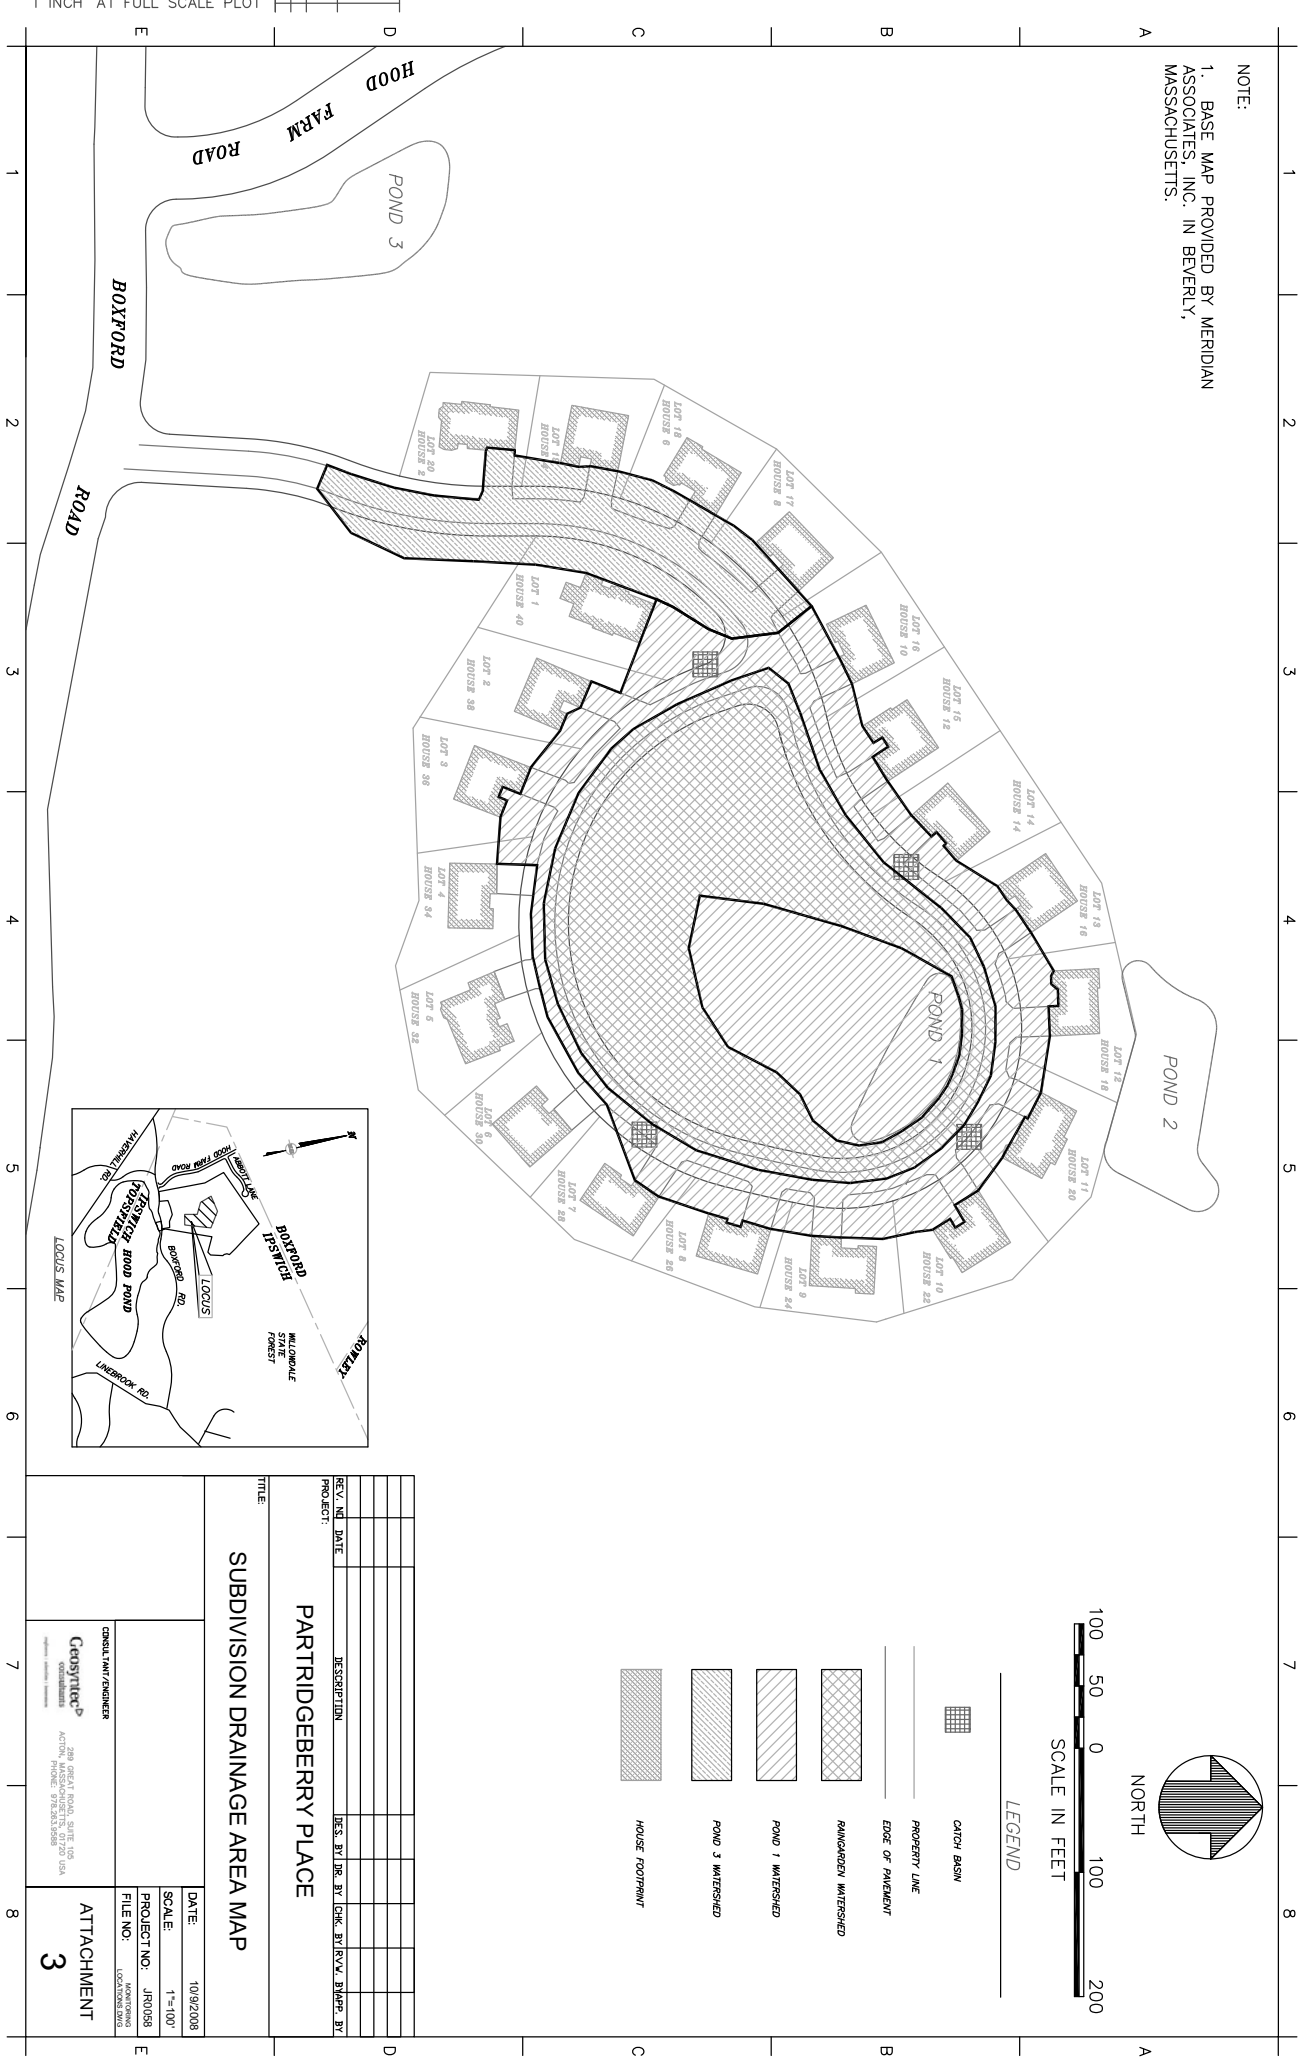 1 INCH AT FULL SCALE PLOT
1
2
3
4
5
6
7
8
A
B
C
D
E
NOTE:
1. BASE MAP PROVIDED BY MERIDIAN
ASSOCIATES, INC. IN BEVERLY,
MASSACHUSETTS.
HOOD FARM ROAD
BOXFORD ROAD
POND 3
POND 2
POND 1
LOT 20
HOUSE 2
LOT 18
HOUSE 6
LOT 17
HOUSE 8
LOT 16
HOUSE 10
LOT 15
HOUSE 12
LOT 14
HOUSE 14
LOT 13
HOUSE 16
LOT 12
HOUSE 18
LOT 11
HOUSE 20
LOT 10
HOUSE 22
LOT 9
HOUSE 24
LOT 8
HOUSE 26
LOT 7
HOUSE 28
LOT 6
HOUSE 30
LOT 5
HOUSE 32
LOT 4
HOUSE 34
LOT 3
HOUSE 36
LOT 2
HOUSE 38
LOT 1
HOUSE 40
NORTH
100 50 0 100 200
SCALE IN FEET
LEGEND
CATCH BASIN
PROPERTY LINE
EDGE OF PAVEMENT
RAINGARDEN WATERSHED
POND 1 WATERSHED
POND 3 WATERSHED
HOUSE FOOTPRINT
N
HAVERHILL RD.
HOOD FARM ROAD
ABBOTT LANE
BOXFORD
IPSWICH
IPSWICH
TOPSFIELD
HOOD POND
BOXFORD RD.
LOCUS
WILLOWDALE
STATE
FOREST
ROWLEY
LINEBROOK RD.
LOCUS MAP
REV. NO DATE DESCRIPTION DES. BY DR. BY CHK. BY RVW. BY APP. BY
PROJECT:
PARTRIDGEBERRY PLACE
TITLE:
SUBDIVISION DRAINAGE AREA MAP
CONSULTANT/ENGINEER
Geosyntec
consultants
289 GREAT ROAD, SUITE 105
ACTON, MASSACHUSETTS, 01720 USA
PHONE: 978.263.9588
DATE: 10/9/2008
SCALE: 1"=100'
PROJECT NO: JR0058
FILE NO: MONITORING
LOCATIONS.DWG
ATTACHMENT
3